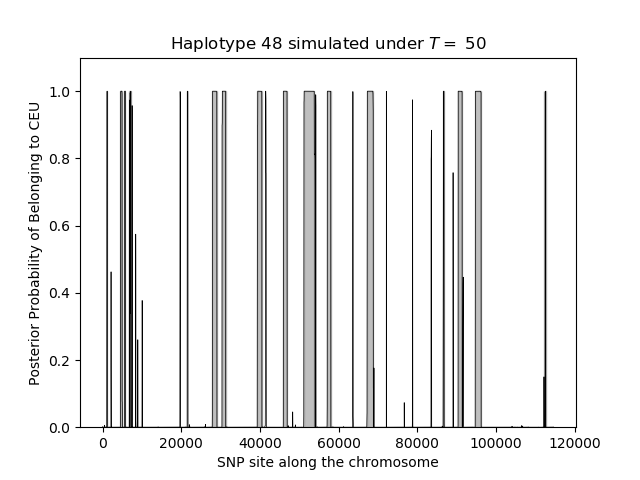 Haplotype 48 simulated under T = 50
Posterior Probability of Belonging to CEU
1.0
0.8
0.6
0.4
0.2
0.0
0 20000 40000 60000 80000 100000 120000
SNP site along the chromosome